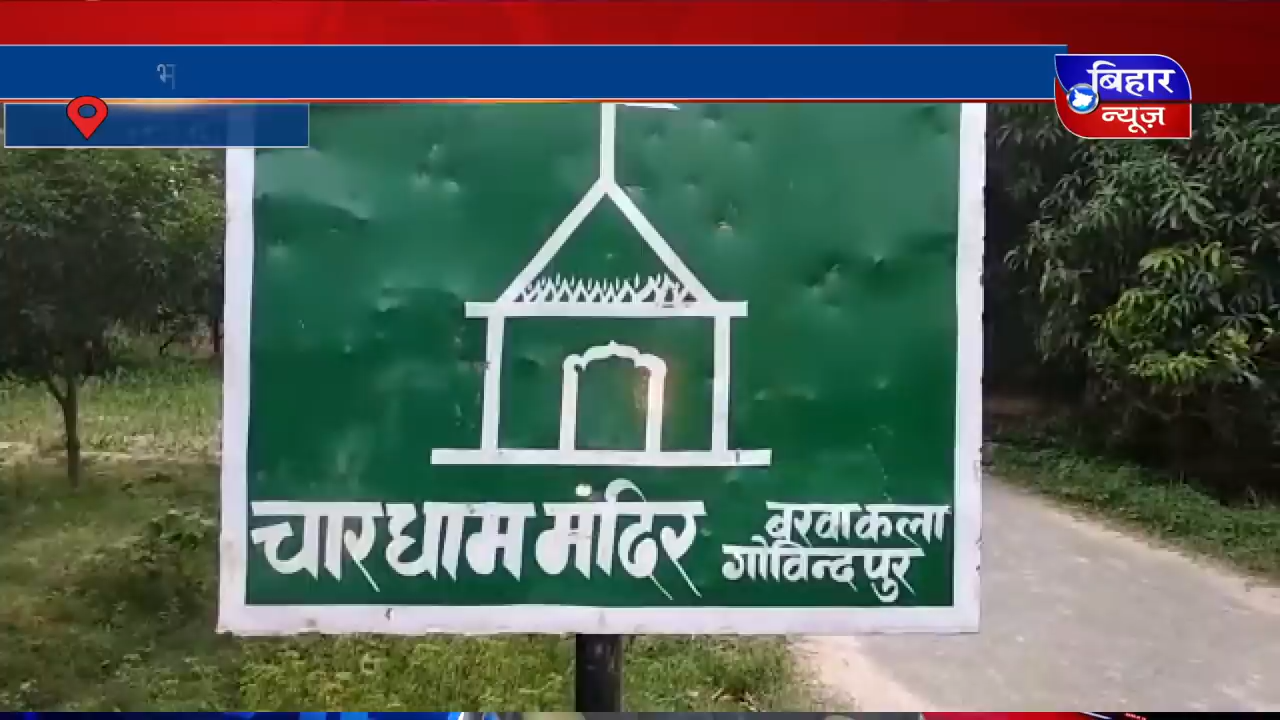 बिहार
न्यूज़
चारधाम मंदिर
बरवा कला
गोविन्दपुर